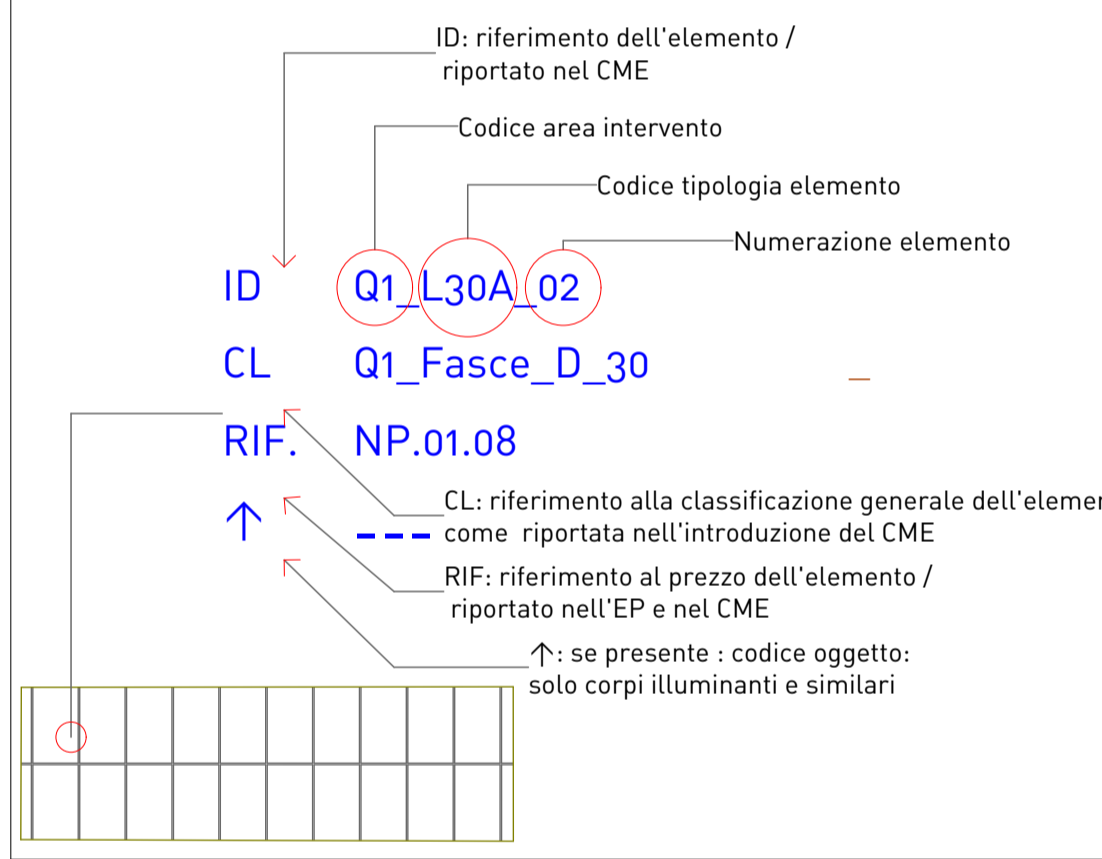 ID: riferimento dell'elemento /
riportato nel CME
Codice area intervento
Codice tipologia elemento
Numerazione elemento
ID Q1_L30A_02
CL Q1_Fasce_D_30
RIF. NP.01.08
CL: riferimento alla classificazione generale
↑ --- come riportata nell'introduzione del CME
RIF: riferimento al prezzo dell'elemento /
riportato nell'EP e nel CME
↑: se presente : codice oggetto:
solo corpi illuminanti e similari